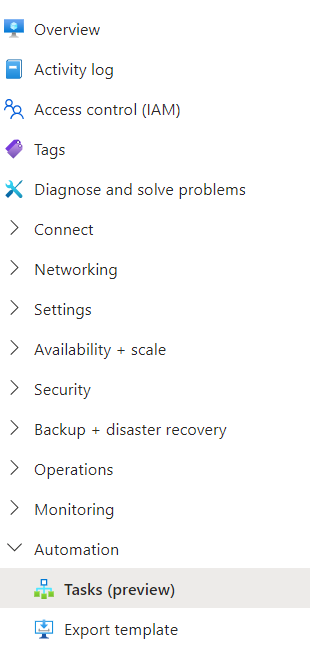 Overview
Activity log
Access control (IAM)
Tags
Diagnose and solve problems
Connect
Networking
Settings
Availability + scale
Security
Backup + disaster recovery
Operations
Monitoring
Automation
Tasks (preview)
Export template